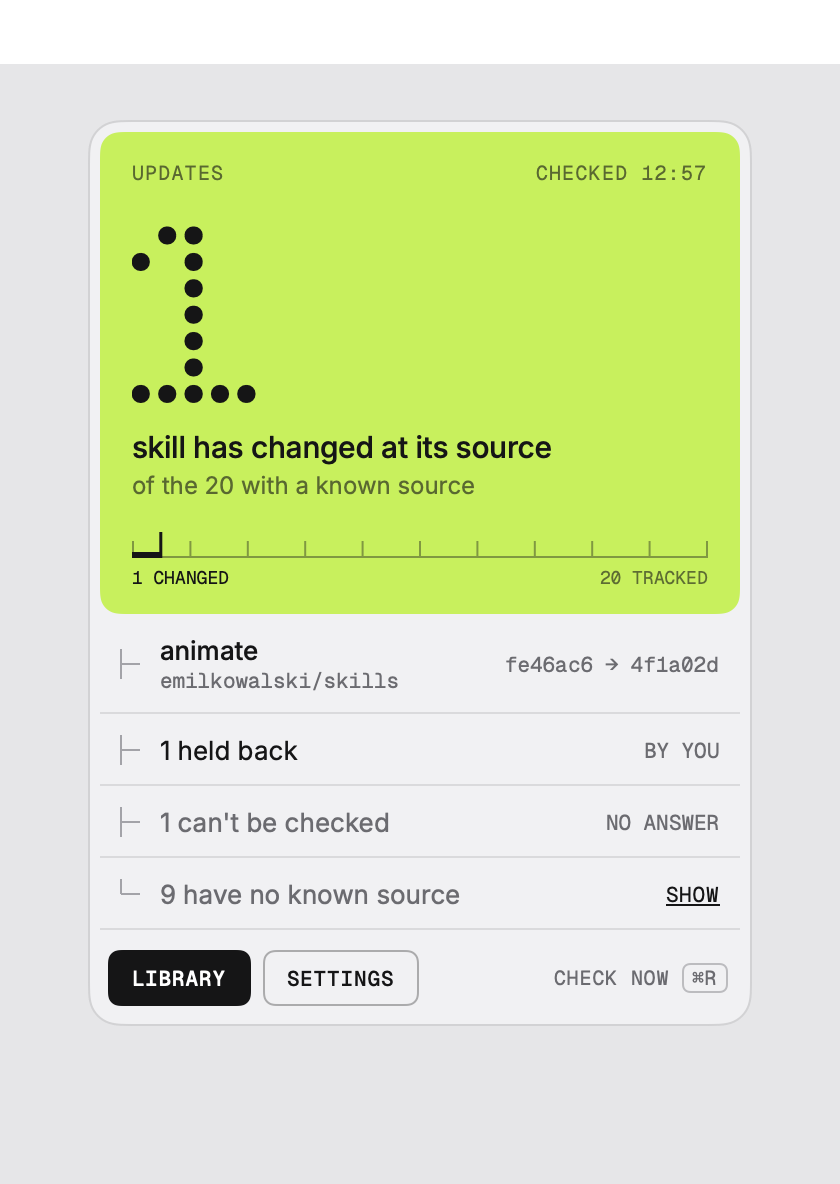 UPDATES CHECKED 12:57
1
skill has changed at its source
of the 20 with a known source
1 CHANGED 20 TRACKED
animate
emilkowalski/skills fe46ac6 → 4f1a02d
1 held back BY YOU
1 can't be checked NO ANSWER
9 have no known source SHOW
LIBRARY SETTINGS CHECK NOW ⌘R